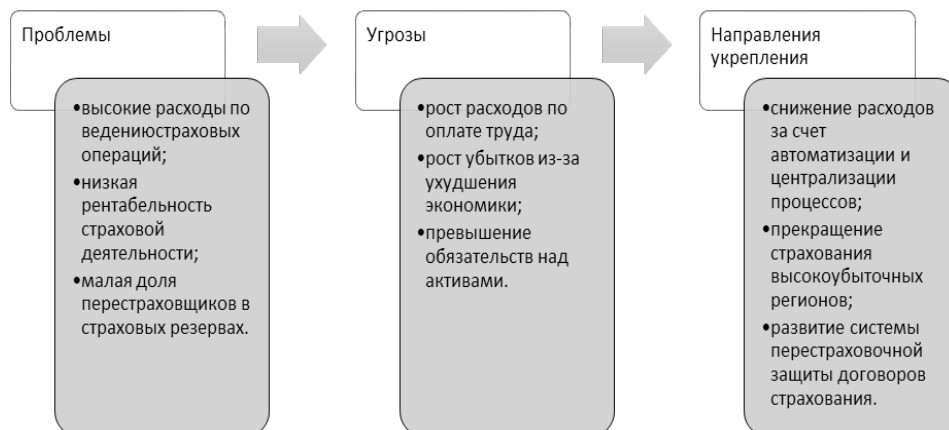 Проблемы
•высокие расходы по
ведениюстраховых
операций;
•низкая
рентабельность
страховой
деятельности;
•малая доля
перестраховщиков в
страховых резервах.
Угрозы
•рост расходов по
оплате труда;
•рост убытков из-за
ухудшения
экономики;
•превышение
обязательств над
активами.
Направления
укрепления
•снижение расходов
за счет
автоматизации и
централизации
процессов;
•прекращение
страхования
высокоубыточных
регионов;
•развитие системы
перестраховочной
защиты договоров
страхования.